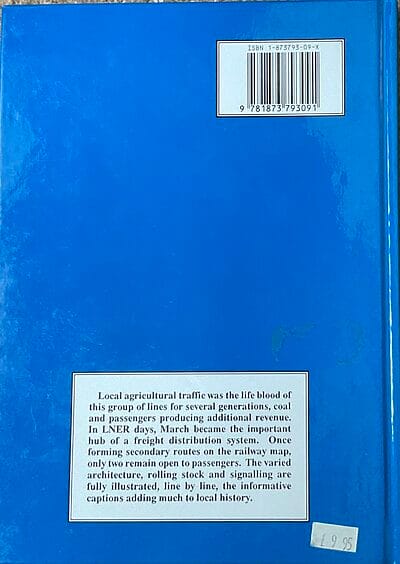 ISBN 1-873793-09-X
9 781873 793091
Local agricultural traffic was the life blood of
this group of lines for several generations, coal
and passengers producing additional revenue.
In LNER days, March became the important
hub of a freight distribution system. Once
forming secondary routes on the railway map,
only two remain open to passengers. The varied
architecture, rolling stock and signalling are
fully illustrated, line by line, the informative
captions adding much to local history.
£9.95